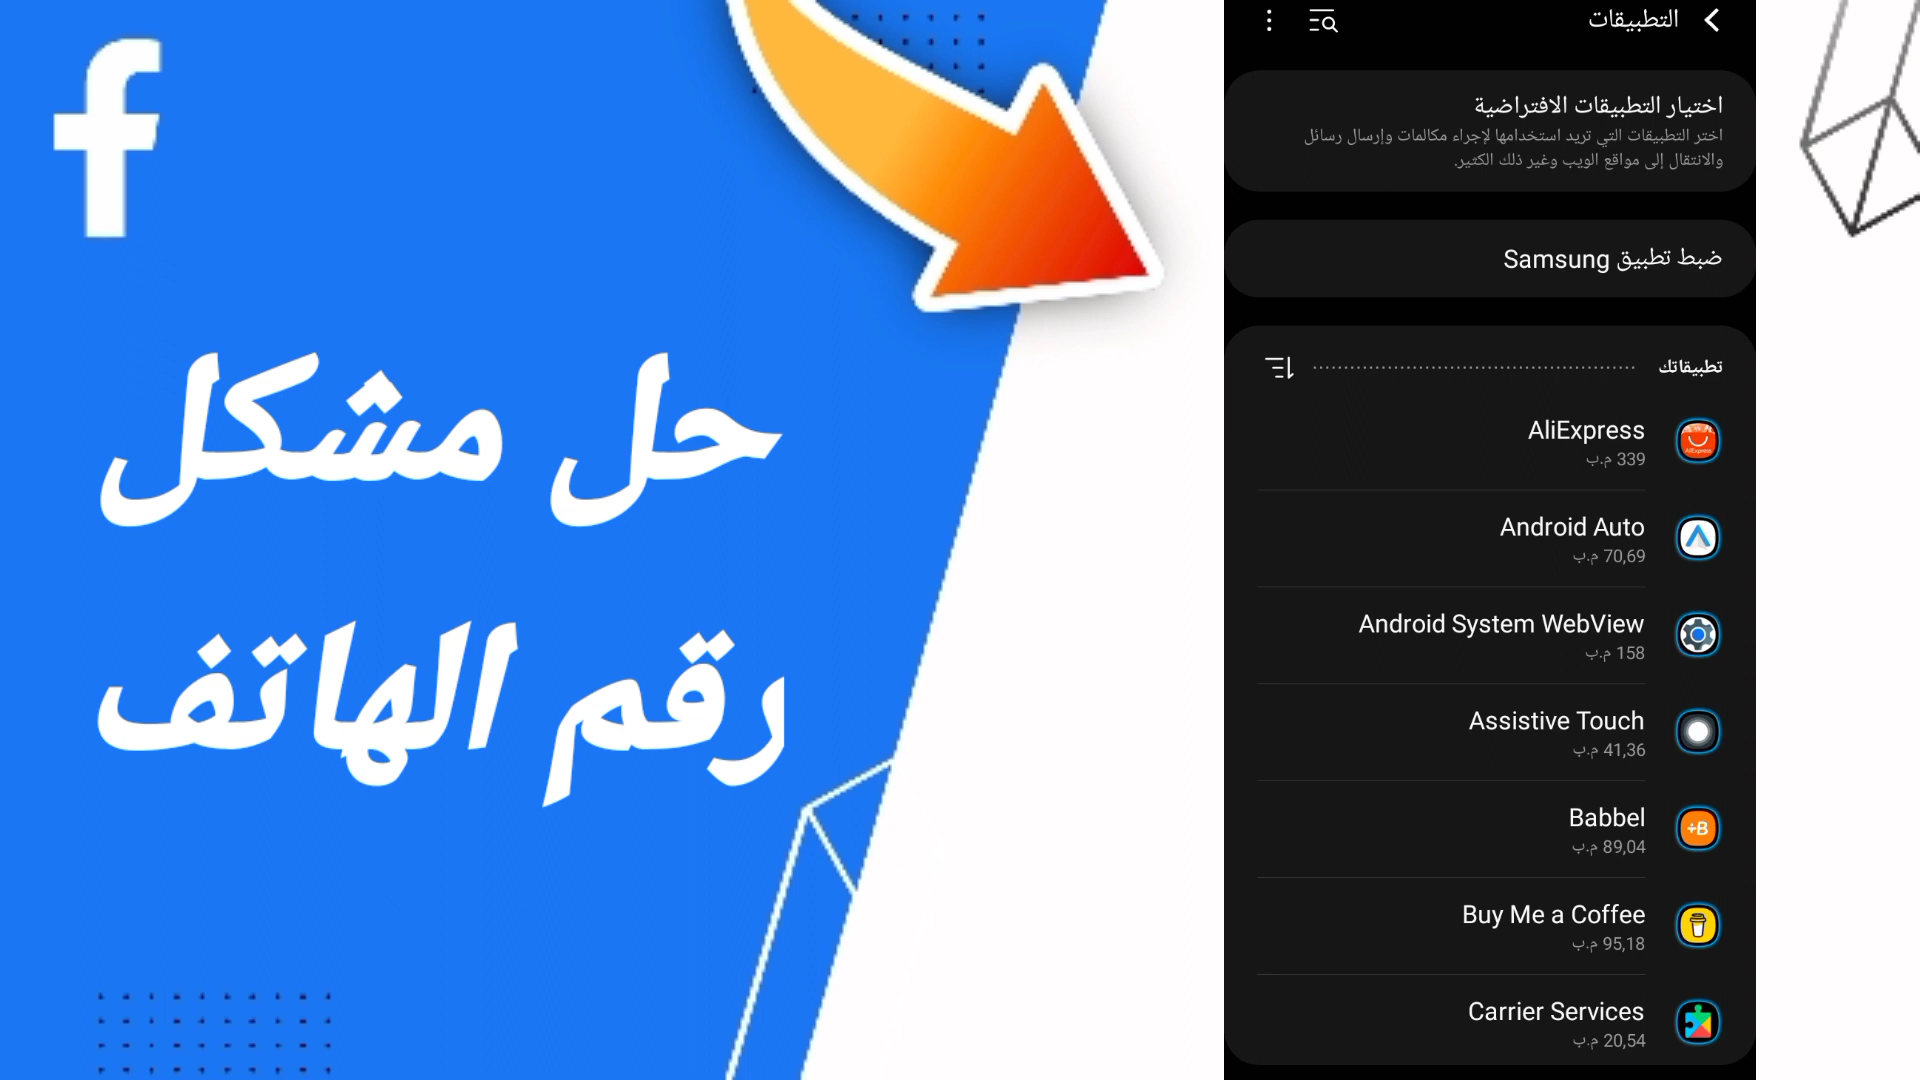 حل مشكل
رقم الهاتف
التطبيقات
اختيار التطبيقات الافتراضية
اختر التطبيقات التي تريد استخدامها لإجراء مكالمات وإرسال رسائل
والانتقال إلى مواقع الويب وغير ذلك الكثير.
ضبط تطبيق Samsung
تطبيقاتك
AliExpress
339 م.ب
Android Auto
70,69 م.ب
Android System WebView
158 م.ب
Assistive Touch
41,36 م.ب
Babbel
89,04 م.ب
+B
Buy Me a Coffee
95,18 م.ب
Carrier Services
20,54 م.ب